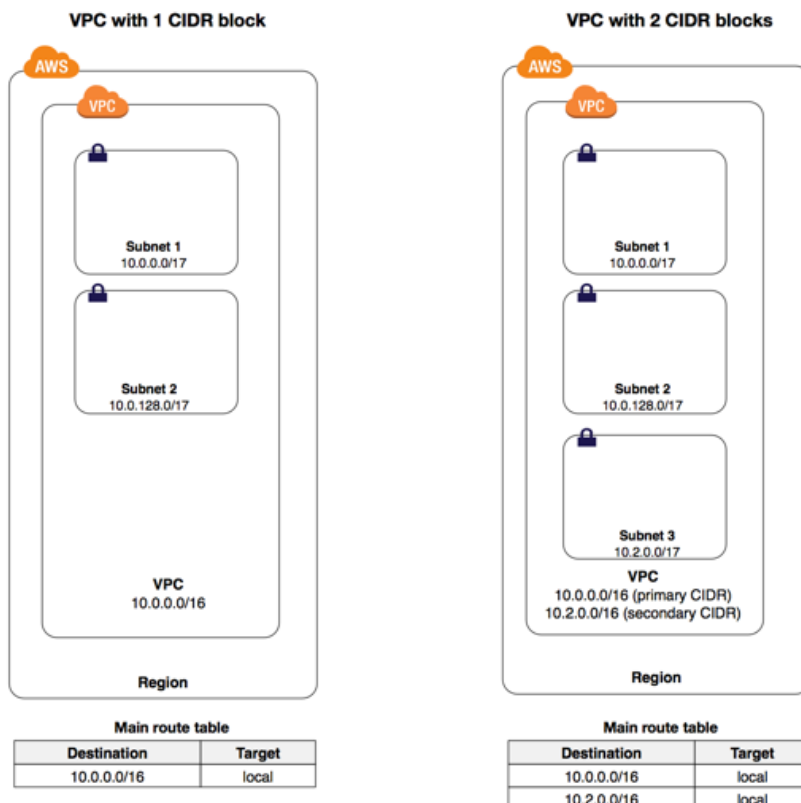 VPC with 1 CIDR block
AWS
VPC
Subnet 1
10.0.0.0/17
Subnet 2
10.0.128.0/17
VPC
10.0.0.0/16
Region
Main route table
Destination Target
10.0.0.0/16 local
VPC with 2 CIDR blocks
AWS
VPC
Subnet 1
10.0.0.0/17
Subnet 2
10.0.128.0/17
Subnet 3
10.2.0.0/17
VPC
10.0.0.0/16 (primary CIDR)
10.2.0.0/16 (secondary CIDR)
Region
Main route table
Destination Target
10.0.0.0/16 local
10.2.0.0/16 local